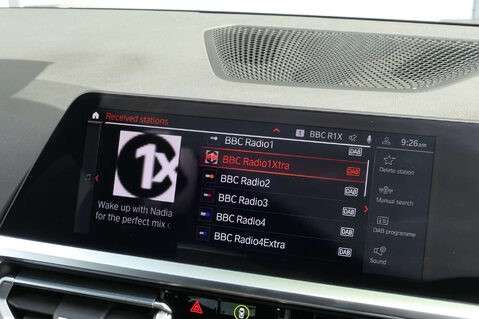 Received stations
1 BBC R1X 9:26am
1x
Wake up with Nadia
for the perfect mix
BBC Radio1 DAB
BBC Radio1Xtra DAB
BBC Radio2 DAB
BBC Radio3 DAB
BBC Radio4 DAB
BBC Radio4Extra DAB
Delete station
Manual search
DAB programme
Sound